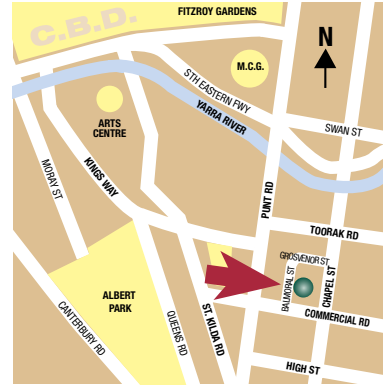 FITZROY GARDENS
C.B.D.
N
M.C.G.
STH EASTERN FWY
YARRA RIVER
SWAN ST
ARTS
CENTRE
MORAY ST
KINGS WAY
PUNT RD
TOORAK RD
GROSVENOR ST
BALMORAL ST
CHAPEL ST
ALBERT
PARK
CANTERBURY RD
QUEENS RD
ST. KILDA RD
COMMERCIAL RD
HIGH ST